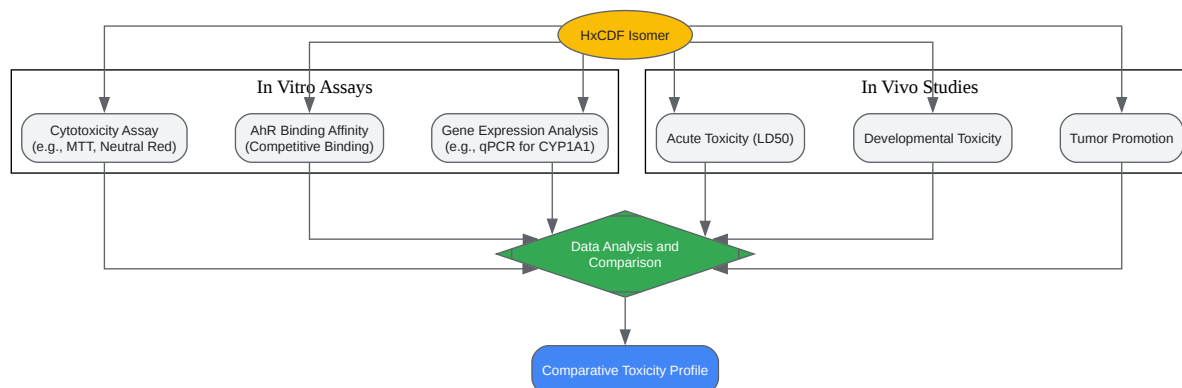 HxCDF Isomer
In Vitro Assays
In Vivo Studies
Cytotoxicity Assay
(e.g., MTT, Neutral Red)
AhR Binding Affinity
(Competitive Binding)
Gene Expression Analysis
(e.g., qPCR for CYP1A1)
Acute Toxicity (LD50)
Developmental Toxicity
Tumor Promotion
Data Analysis and
Comparison
Comparative Toxicity Profile